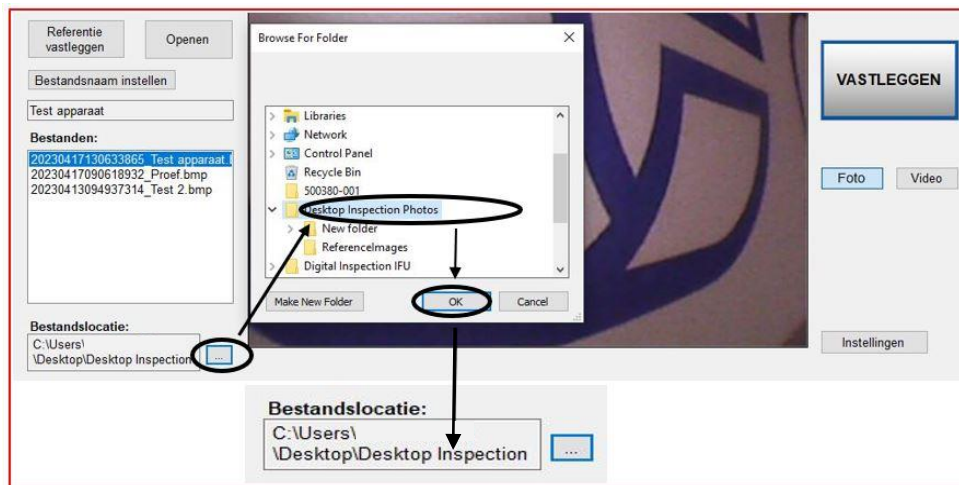 Referentie
vastleggen
Openen
Bestandsnaam instellen
Test apparaat
Bestanden:
20230417130633865_Test apparaat.
20230417090618932_Proef.bmp
20230413094937314_Test 2.bmp
Bestandslocatie:
C:\Users\
\Desktop\Desktop Inspection
...
Browse For Folder
Libraries
Network
Control Panel
Recycle Bin
500380-001
Desktop Inspection Photos
New folder
ReferenceImages
Digital Inspection IFU
Make New Folder
OK
Cancel
VASTLEGGEN
Foto
Video
Instellingen
Bestandslocatie:
C:\Users\
\Desktop\Desktop Inspection
...